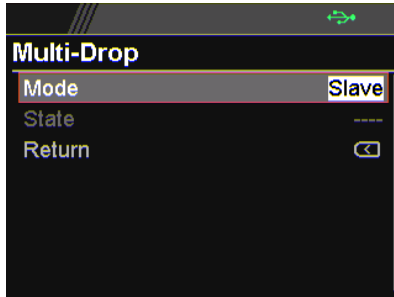 Multi-Drop
Mode Slave
State ----
Return